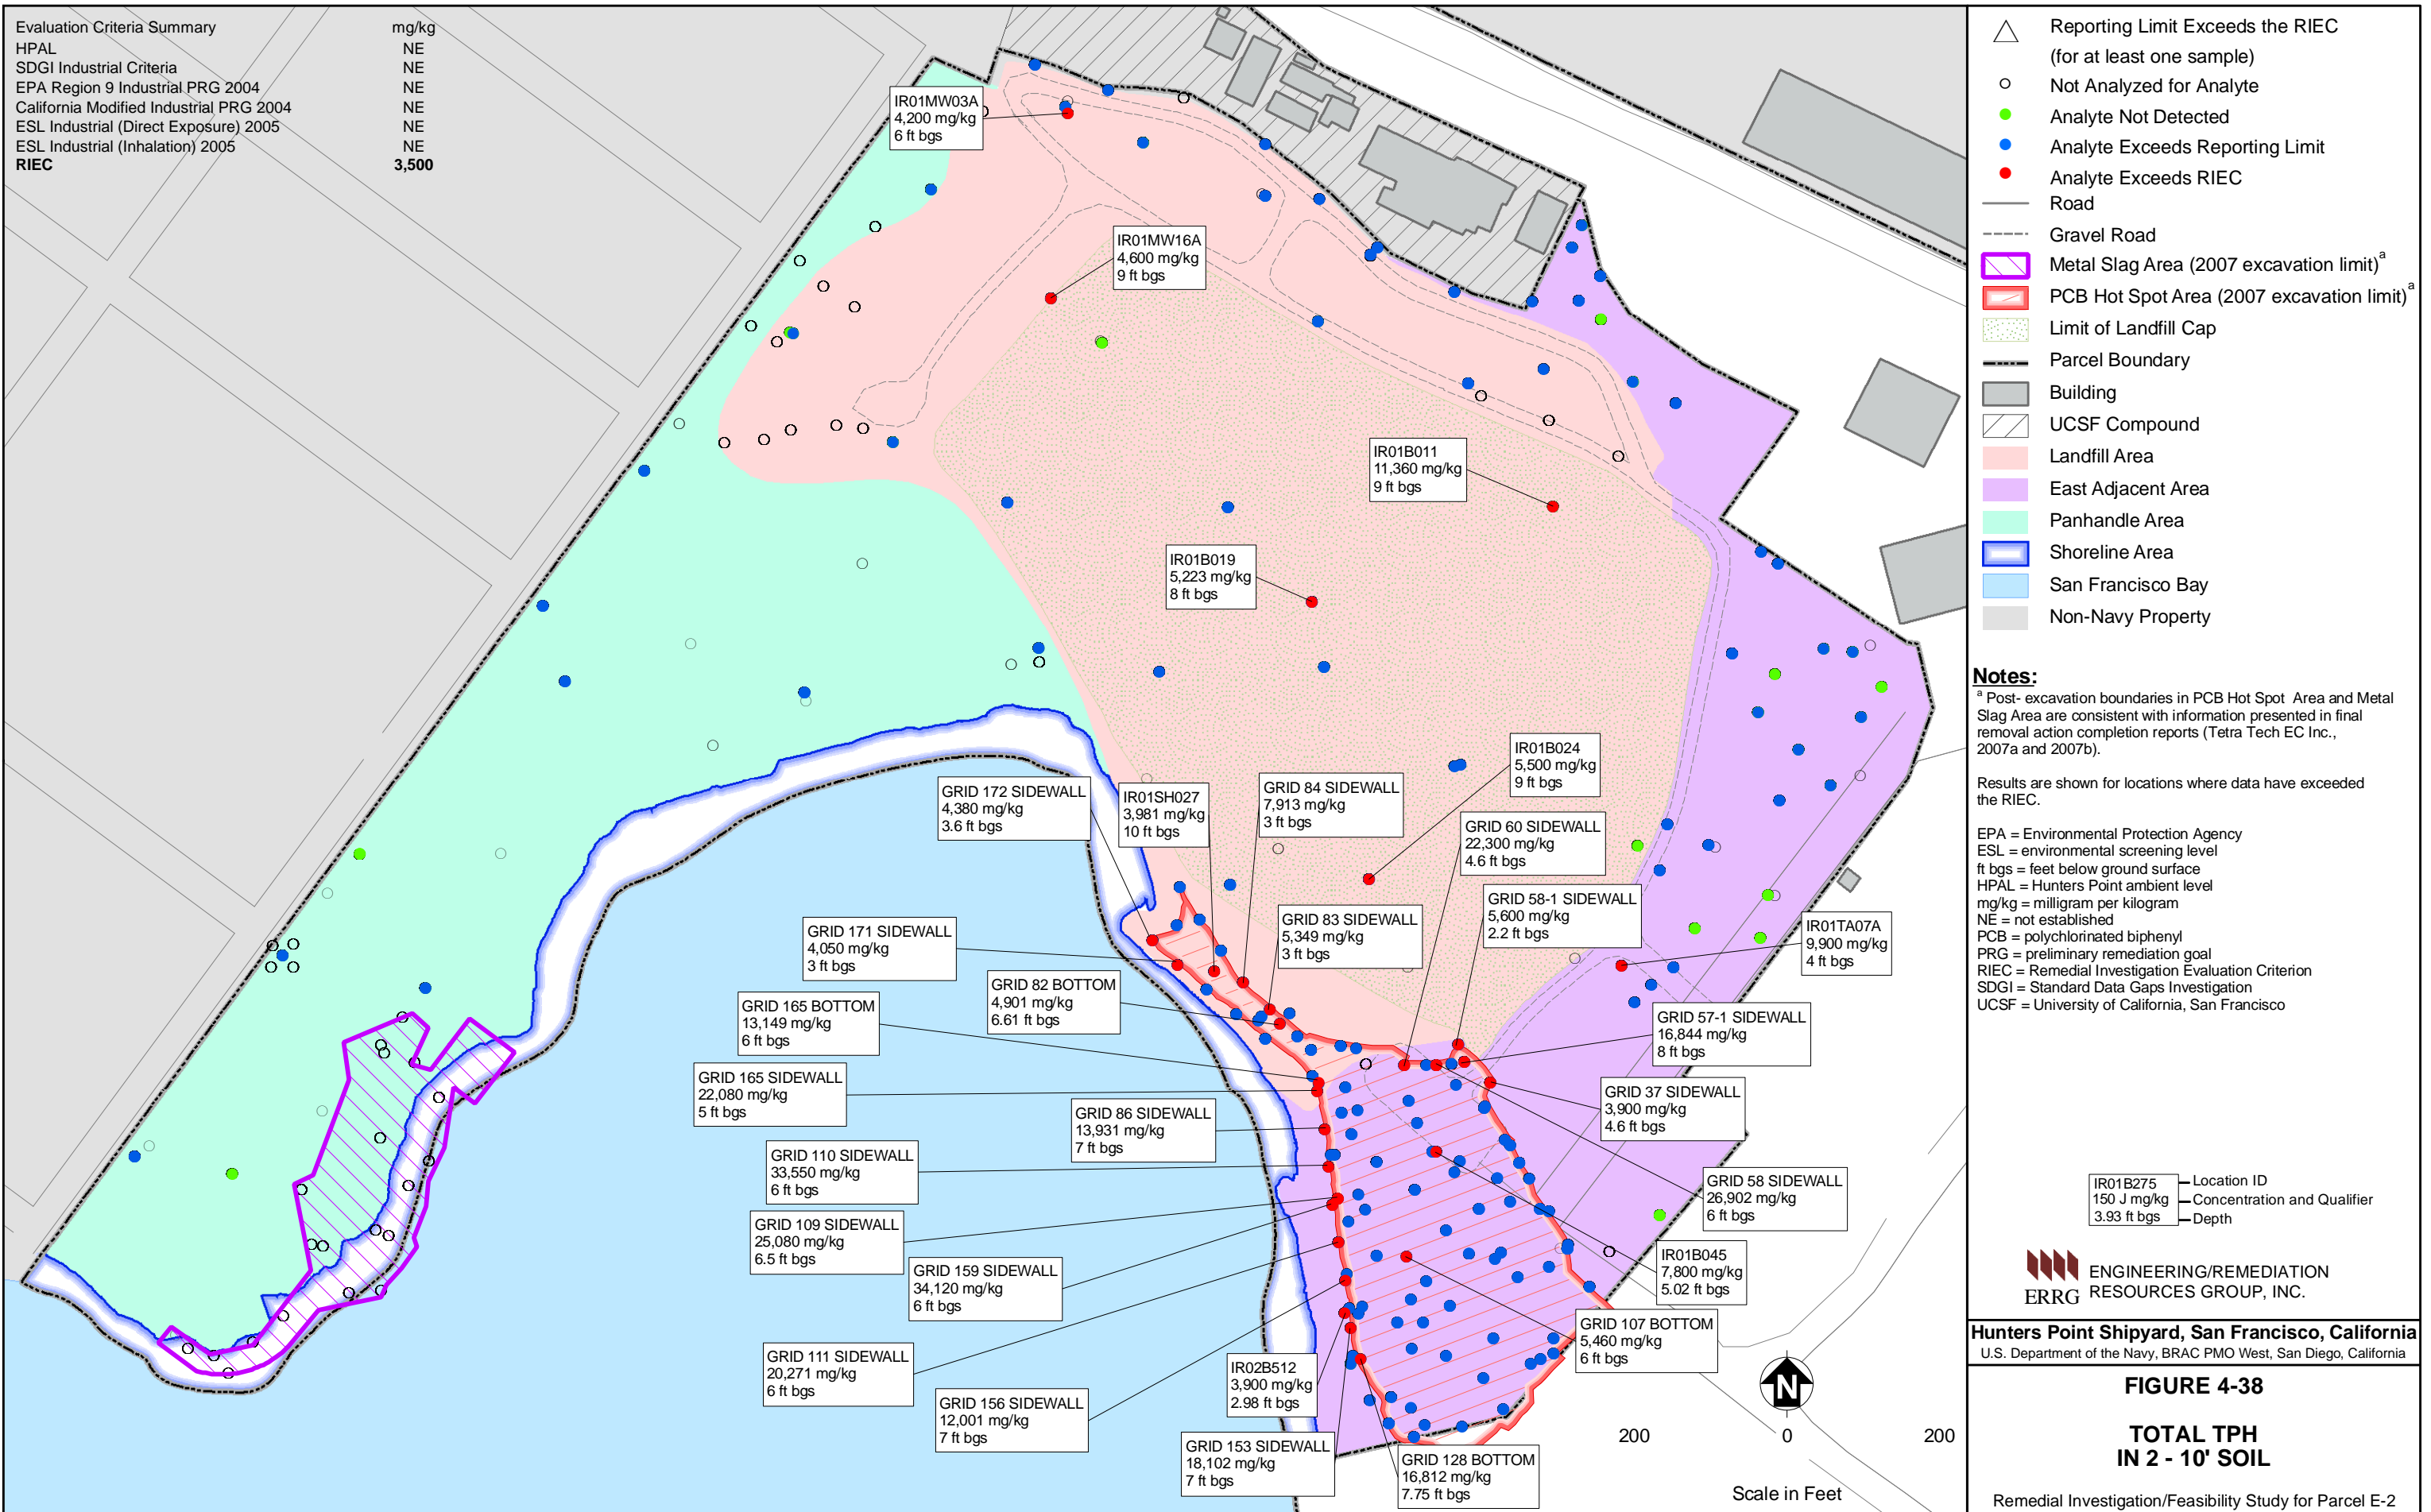 Evaluation Criteria Summary mg/kg
HPAL NE
SDGI Industrial Criteria NE
EPA Region 9 Industrial PRG 2004 NE
California Modified Industrial PRG 2004 NE
ESL Industrial (Direct Exposure) 2005 NE
ESL Industrial (Inhalation) 2005 NE
RIEC 3,500
IR01MW03A
4,200 mg/kg
6 ft bgs
IR01MW16A
4,600 mg/kg
9 ft bgs
IR01B011
11,360 mg/kg
9 ft bgs
IR01B019
5,223 mg/kg
8 ft bgs
IR01B024
5,500 mg/kg
9 ft bgs
GRID 172 SIDEWALL
4,380 mg/kg
3.6 ft bgs
IR01SH027
3,981 mg/kg
10 ft bgs
GRID 84 SIDEWALL
7,913 mg/kg
3 ft bgs
GRID 60 SIDEWALL
22,300 mg/kg
4.6 ft bgs
GRID 58-1 SIDEWALL
5,600 mg/kg
2.2 ft bgs
GRID 83 SIDEWALL
5,349 mg/kg
3 ft bgs
IR01TA07A
9,900 mg/kg
4 ft bgs
GRID 171 SIDEWALL
4,050 mg/kg
3 ft bgs
GRID 82 BOTTOM
4,901 mg/kg
6.61 ft bgs
GRID 165 BOTTOM
13,149 mg/kg
6 ft bgs
GRID 57-1 SIDEWALL
16,844 mg/kg
8 ft bgs
GRID 165 SIDEWALL
22,080 mg/kg
5 ft bgs
GRID 37 SIDEWALL
3,900 mg/kg
4.6 ft bgs
GRID 86 SIDEWALL
13,931 mg/kg
7 ft bgs
GRID 110 SIDEWALL
33,550 mg/kg
6 ft bgs
GRID 58 SIDEWALL
26,902 mg/kg
6 ft bgs
GRID 109 SIDEWALL
25,080 mg/kg
6.5 ft bgs
IR01B045
7,800 mg/kg
5.02 ft bgs
GRID 159 SIDEWALL
34,120 mg/kg
6 ft bgs
GRID 107 BOTTOM
5,460 mg/kg
6 ft bgs
GRID 111 SIDEWALL
20,271 mg/kg
6 ft bgs
IR02B512
3,900 mg/kg
2.98 ft bgs
GRID 156 SIDEWALL
12,001 mg/kg
7 ft bgs
GRID 153 SIDEWALL
18,102 mg/kg
7 ft bgs
GRID 128 BOTTOM
16,812 mg/kg
7.75 ft bgs
N
200 0 200
Scale in Feet
Reporting Limit Exceeds the RIEC
(for at least one sample)
Not Analyzed for Analyte
Analyte Not Detected
Analyte Exceeds Reporting Limit
Analyte Exceeds RIEC
Road
Gravel Road
Metal Slag Area (2007 excavation limit)a
PCB Hot Spot Area (2007 excavation limit)a
Limit of Landfill Cap
Parcel Boundary
Building
UCSF Compound
Landfill Area
East Adjacent Area
Panhandle Area
Shoreline Area
San Francisco Bay
Non-Navy Property
Notes:
a Post- excavation boundaries in PCB Hot Spot Area and Metal
Slag Area are consistent with information presented in final
removal action completion reports (Tetra Tech EC Inc.,
2007a and 2007b).
Results are shown for locations where data have exceeded
the RIEC.
EPA = Environmental Protection Agency
ESL = environmental screening level
ft bgs = feet below ground surface
HPAL = Hunters Point ambient level
mg/kg = milligram per kilogram
NE = not established
PCB = polychlorinated biphenyl
PRG = preliminary remediation goal
RIEC = Remedial Investigation Evaluation Criterion
SDGI = Standard Data Gaps Investigation
UCSF = University of California, San Francisco
IR01B275 Location ID
150 J mg/kg Concentration and Qualifier
3.93 ft bgs Depth
ERRG
ENGINEERING/REMEDIATION
RESOURCES GROUP, INC.
Hunters Point Shipyard, San Francisco, California
U.S. Department of the Navy, BRAC PMO West, San Diego, California
FIGURE 4-38
TOTAL TPH
IN 2 - 10' SOIL
Remedial Investigation/Feasibility Study for Parcel E-2